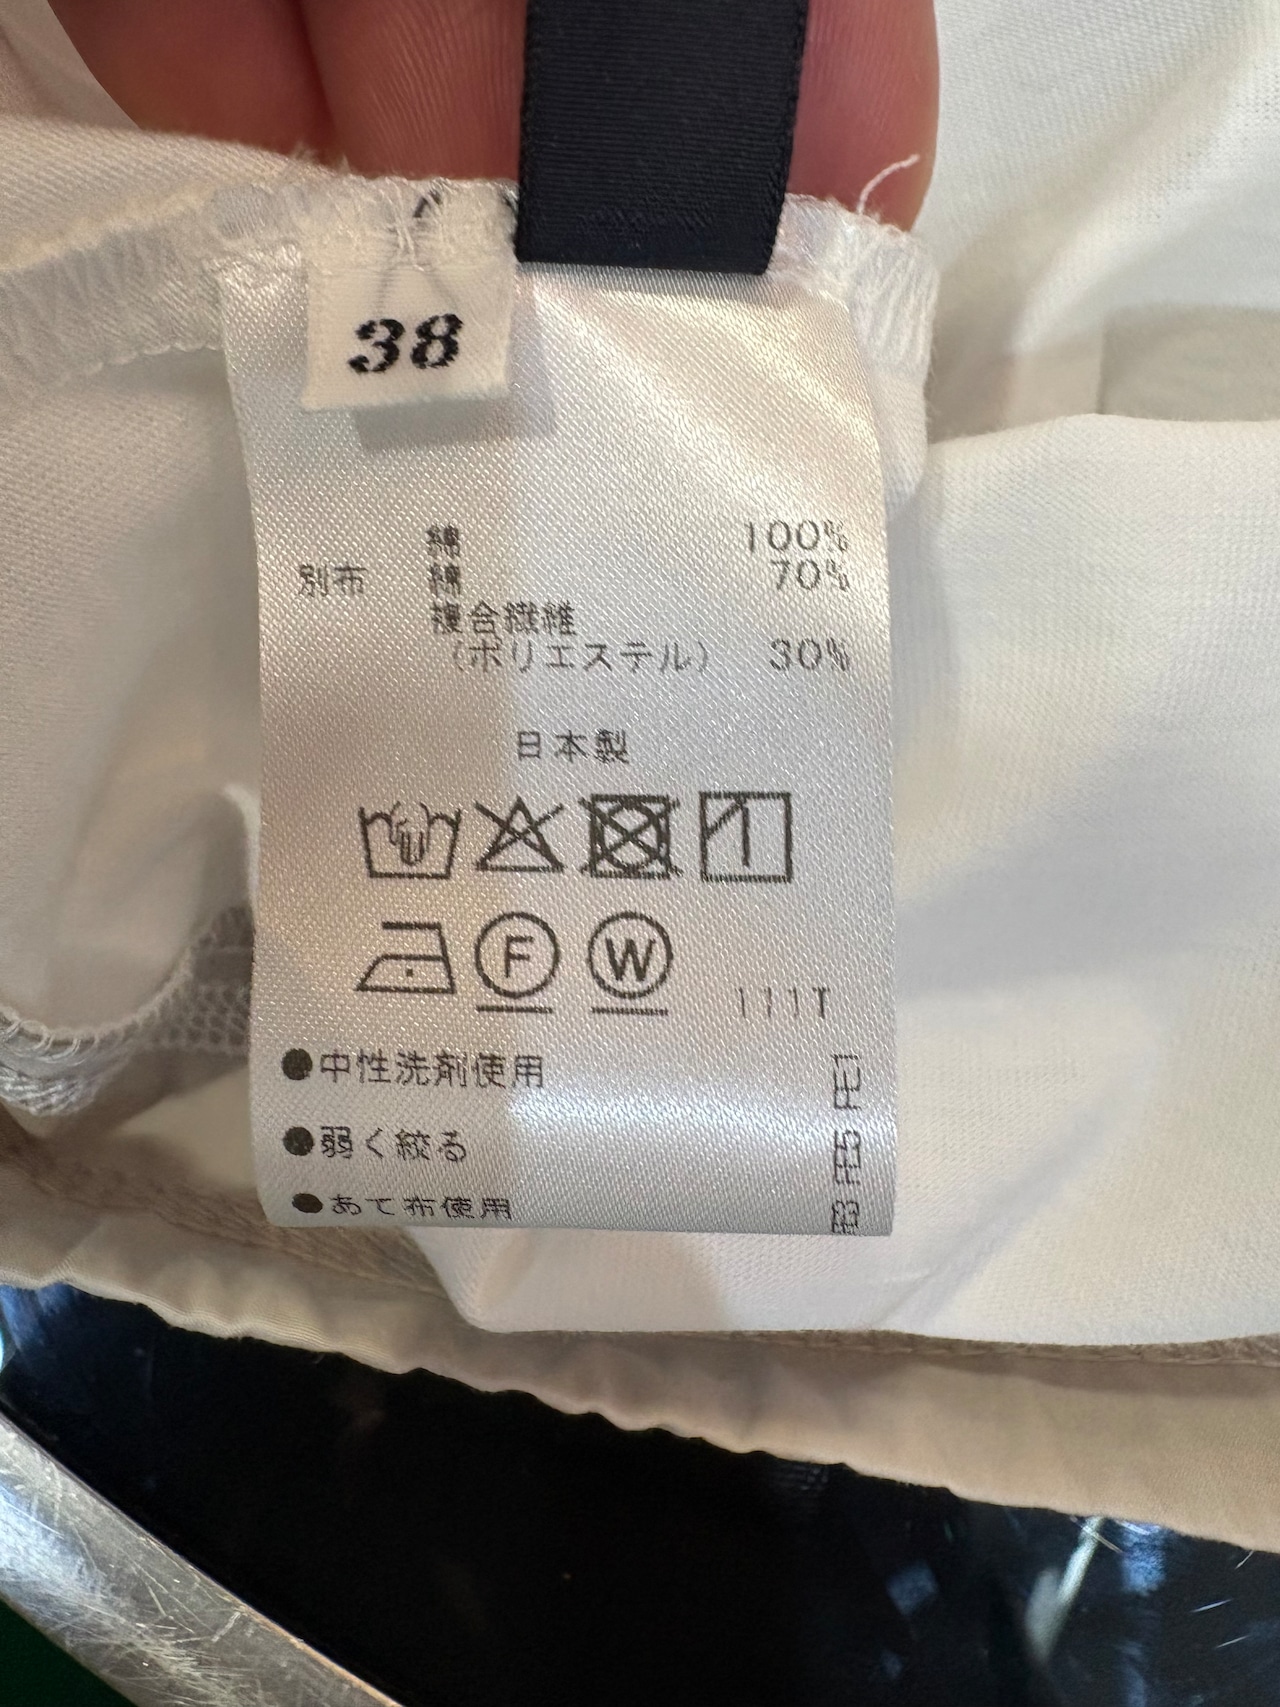 38
綿 100%
別布 綿 70%
複合繊維
(ポリエステル) 30%
日本製
F W
111T
●中性洗剤使用
●弱く絞る
●あて布使用